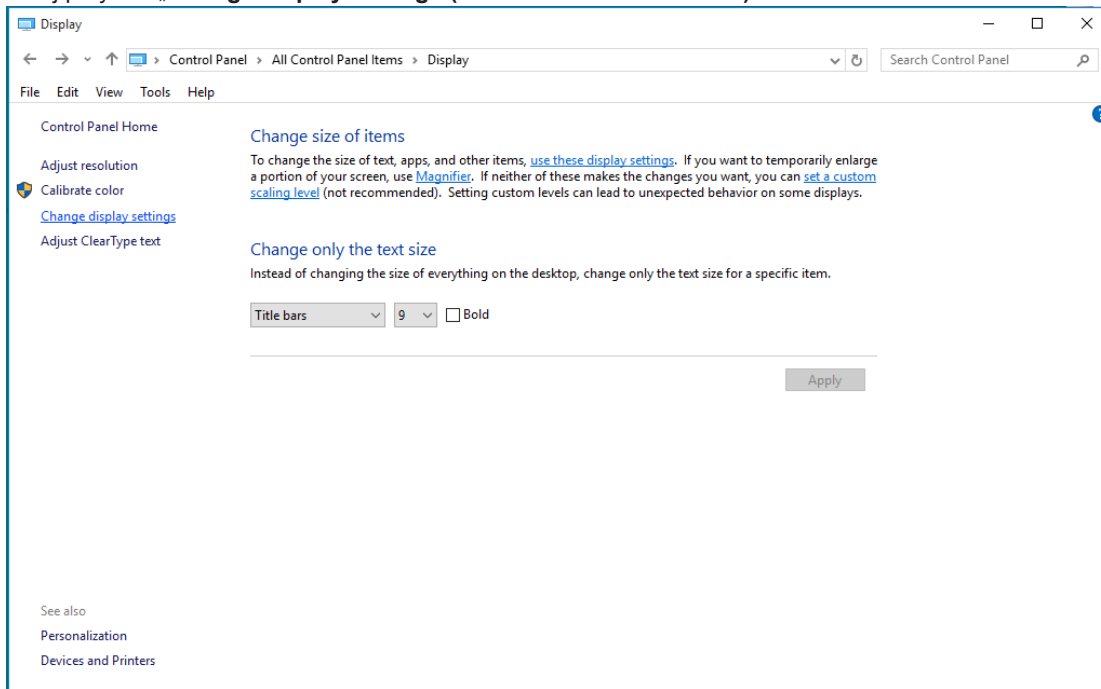 Display
Control Panel > All Control Panel Items > Display
Search Control Panel
File Edit View Tools Help
Control Panel Home
Adjust resolution
Calibrate color
Change display settings
Adjust ClearType text
Change size of items
To change the size of text, apps, and other items, use these display settings. If you want to temporarily enlarge
a portion of your screen, use Magnifier. If neither of these makes the changes you want, you can set a custom
scaling level (not recommended). Setting custom levels can lead to unexpected behavior on some displays.
Change only the text size
Instead of changing the size of everything on the desktop, change only the text size for a specific item.
Title bars 9 Bold
Apply
See also
Personalization
Devices and Printers